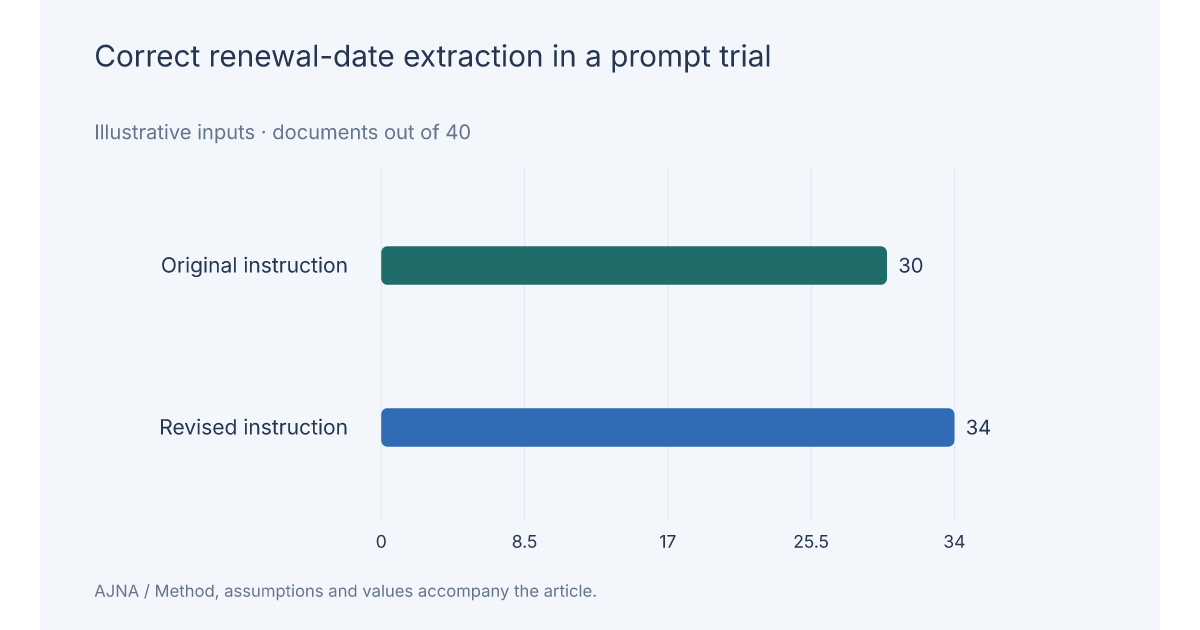 Correct renewal-date extraction in a prompt trial
Illustrative inputs · documents out of 40
Original instruction
30
Revised instruction
34
0 8.5 17 25.5 34
AJNA / Method, assumptions and values accompany the article.